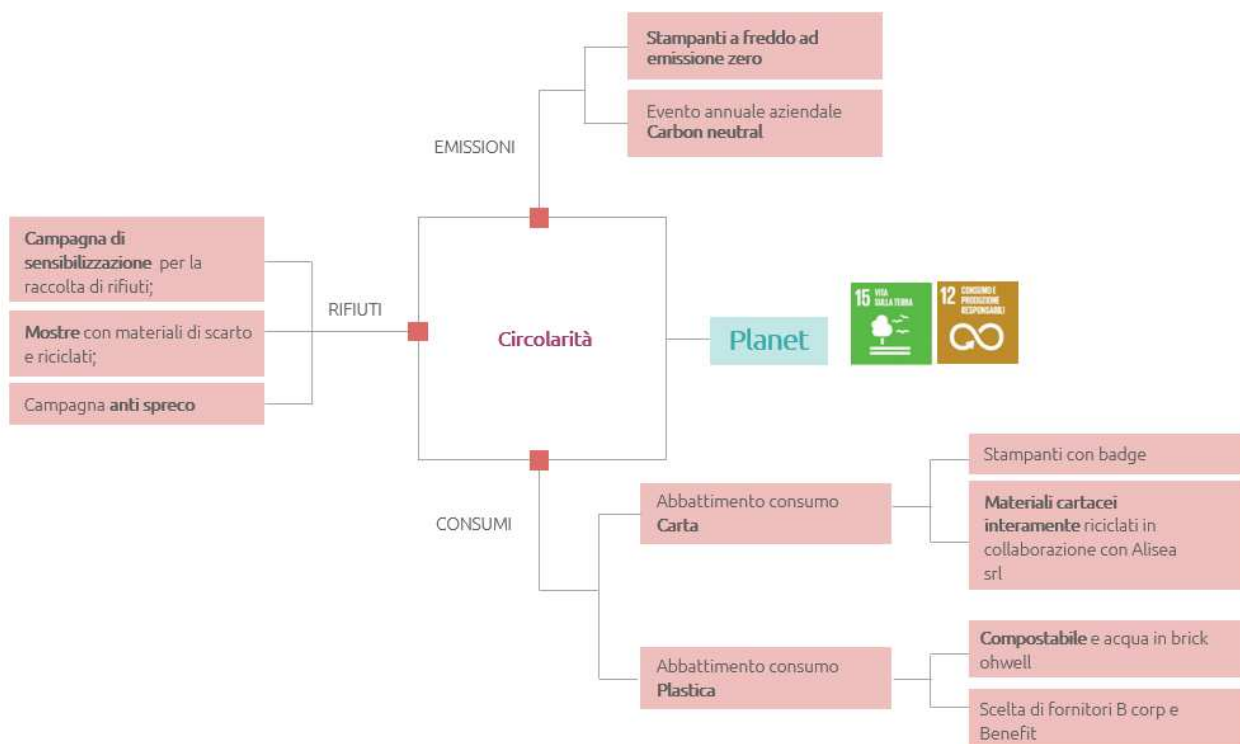 Stampanti a freddo ad
emissione zero
Evento annuale aziendale
Carbon neutral
EMISSIONI
Campagna di
sensibilizzazione per la
raccolta di rifiuti;
RIFIUTI
Mostre con materiali di scarto
e riciclati;
Campagna anti spreco
Circolarità
Planet
15 VITA
SULLA TERRA
12 CONSUMO E
PRODUZIONE
RESPONSABILI
CONSUMI
Abbattimento consumo
Carta
Stampanti con badge
Materiali cartacei
interamente riciclati in
collaborazione con Alisea
srl
Abbattimento consumo
Plastica
Compostabile e acqua in brick
ohwell
Scelta di fornitori B corp e
Benefit